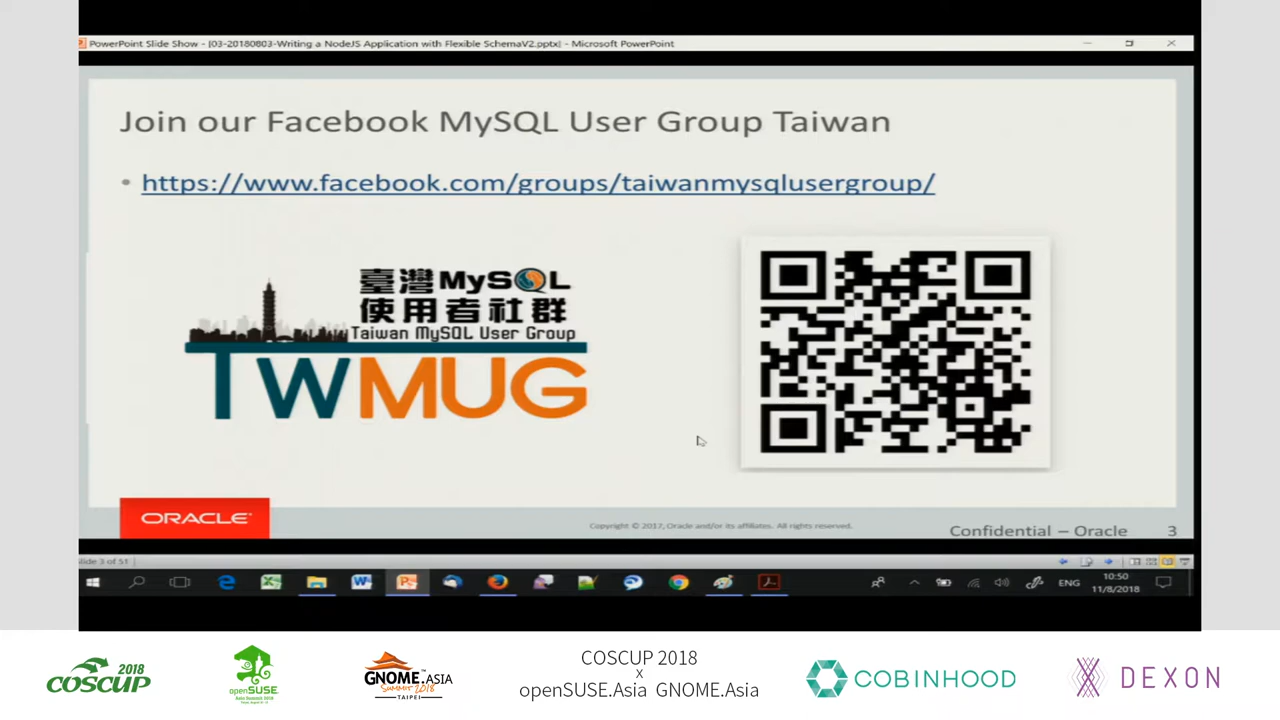 PowerPoint Slide Show - [03-20180803-Writing a NodeJS Application with Flexible SchemaV2.pptx] - Microsoft PowerPoint
Join our Facebook MySQL User Group Taiwan
• https://www.facebook.com/groups/taiwanmysqlusergroup/
臺灣MySQL
使用者社群
Taiwan MySQL User Group
TWMUG
ORACLE
Copyright © 2017, Oracle and/or its affiliates. All rights reserved.
Confidential – Oracle 3
Slide 3 of 51
ENG
10:50
11/8/2018
2018
COSCUP
openSUSE
GNOME.ASIA
SUMMIT 2018
TAIPEI
COSCUP 2018
x
openSUSE.Asia GNOME.Asia
COBINHOOD
DEXON